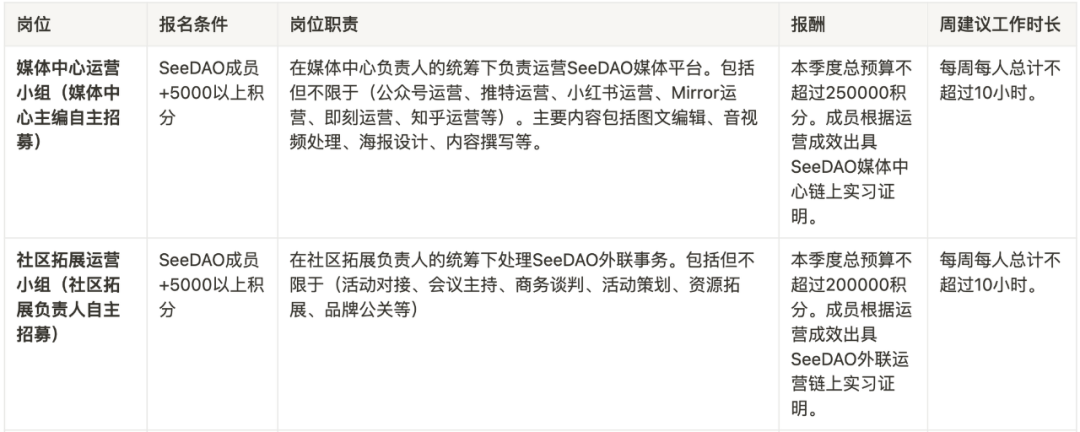 岗位
报名条件
岗位职责
报酬
周建议工作时长
媒体中心运营
小组（媒体中
心主编自主招
募）
SeeDAO成员
+5000以上积
分
在媒体中心负责人的统筹下负责运营SeeDAO媒体平台。包括
但不限于（公众号运营、推特运营、小红书运营、Mirror运
营、即刻运营、知乎运营等）。主要内容包括图文编辑、音视
频处理、海报设计、内容撰写等。
本季度总预算不
超过250000积
分。成员根据运
营成效出具
SeeDAO媒体中
心链上实习证
明。
每周每人总计不
超过10小时。
社区拓展运营
小组（社区拓
展负责人自主
招募）
SeeDAO成员
+5000以上积
分
在社区拓展负责人的统筹下处理SeeDAO外联事务。包括但不
限于（活动对接、会议主持、商务谈判、活动策划、资源拓
展、品牌公关等）
本季度总预算不
超过200000积
分。成员根据运
营成效出具
SeeDAO外联运
营链上实习证
明。
每周每人总计不
超过10小时。